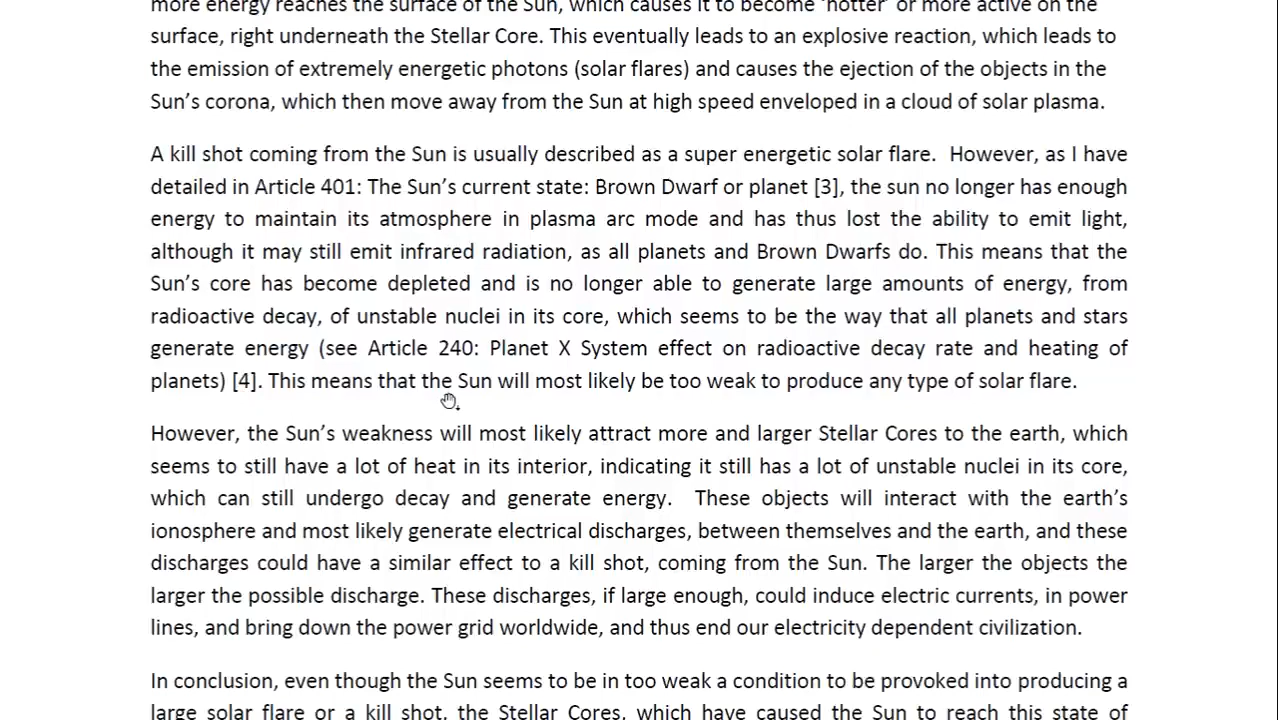 more energy reaches the surface of the Sun, which causes it to become ‘hotter’ or more active on the
surface, right underneath the Stellar Core. This eventually leads to an explosive reaction, which leads to
the emission of extremely energetic photons (solar flares) and causes the ejection of the objects in the
Sun’s corona, which then move away from the Sun at high speed enveloped in a cloud of solar plasma.
A kill shot coming from the Sun is usually described as a super energetic solar flare.  However, as I have
detailed in Article 401: The Sun’s current state: Brown Dwarf or planet [3], the sun no longer has enough
energy to maintain its atmosphere in plasma arc mode and has thus lost the ability to emit light,
although it may still emit infrared radiation, as all planets and Brown Dwarfs do. This means that the
Sun’s core has become depleted and is no longer able to generate large amounts of energy, from
radioactive decay, of unstable nuclei in its core, which seems to be the way that all planets and stars
generate energy (see Article 240: Planet X System effect on radioactive decay rate and heating of
planets) [4]. This means that the Sun will most likely be too weak to produce any type of solar flare.
However, the Sun’s weakness will most likely attract more and larger Stellar Cores to the earth, which
seems to still have a lot of heat in its interior, indicating it still has a lot of unstable nuclei in its core,
which can still undergo decay and generate energy.  These objects will interact with the earth’s
ionosphere and most likely generate electrical discharges, between themselves and the earth, and these
discharges could have a similar effect to a kill shot, coming from the Sun. The larger the objects the
larger the possible discharge. These discharges, if large enough, could induce electric currents, in power
lines, and bring down the power grid worldwide, and thus end our electricity dependent civilization.
In conclusion, even though the Sun seems to be in too weak a condition to be provoked into producing a
large solar flare or a kill shot, the Stellar Cores, which have caused the Sun to reach this state of